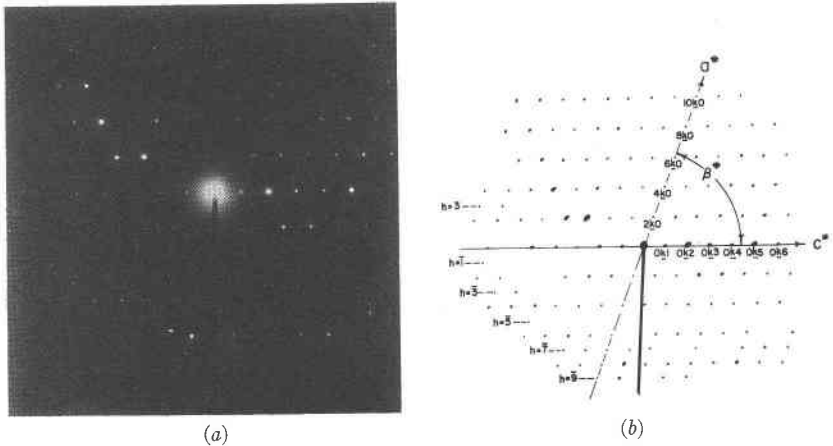 a*
10k0
8k0
6k0
β*
4k0
h=3
2k0
c*
0k1 0k2 0k3 0k4 0k5 0k6
h=1̅
h=3̅
h=5̅
h=7̅
h=9̅
(a)
(b)